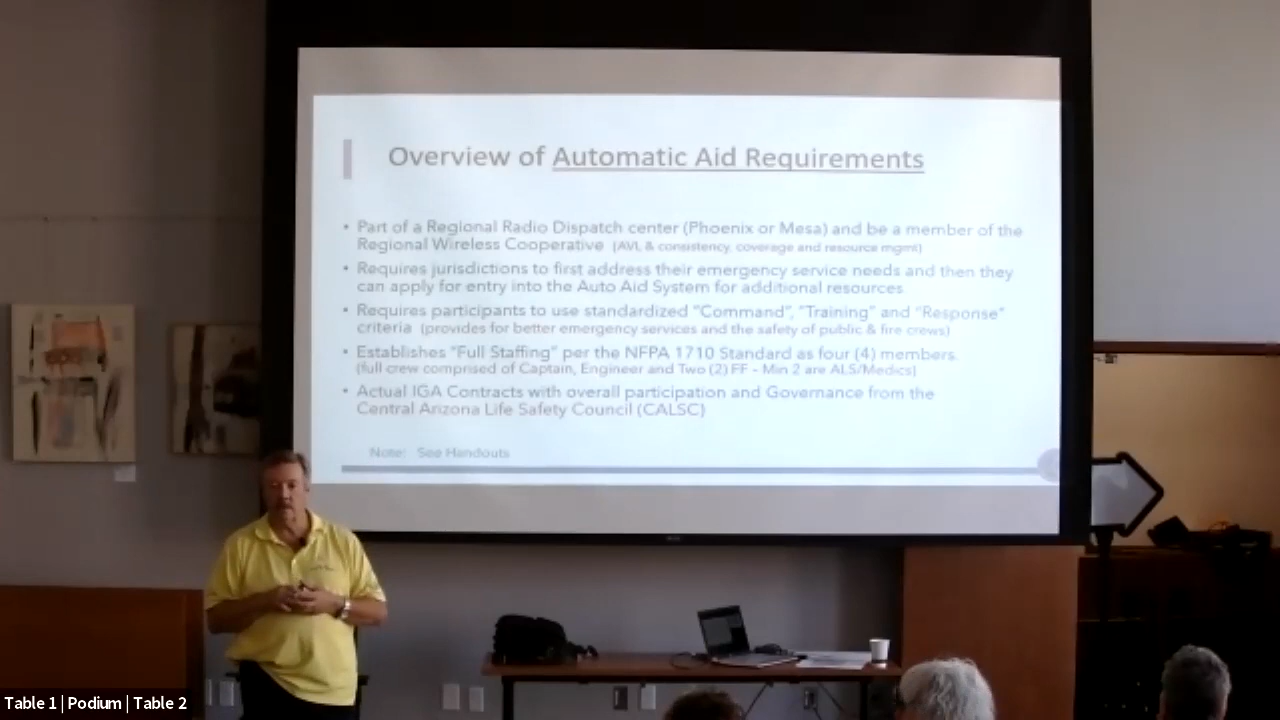 Overview of Automatic Aid Requirements
• Part of a Regional Radio Dispatch center (Phoenix or Mesa) and be a member of the
Regional Wireless Cooperative (AVL & consistency, coverage and resource mgmt)
• Requires jurisdictions to first address their emergency service needs and then they
can apply for entry into the Auto Aid System for additional resources
• Requires participants to use standardized "Command", "Training" and "Response"
criteria (provides for better emergency services and the safety of public & fire crews)
• Establishes "Full Staffing" per the NFPA 1710 Standard as four (4) members.
(full crew comprised of Captain, Engineer and Two (2) FF - Min 2 are ALS/Medics)
• Actual IGA Contracts with overall participation and Governance from the
Central Arizona Life Safety Council (CALSC)
Note: See Handouts
Table 1 | Podium | Table 2